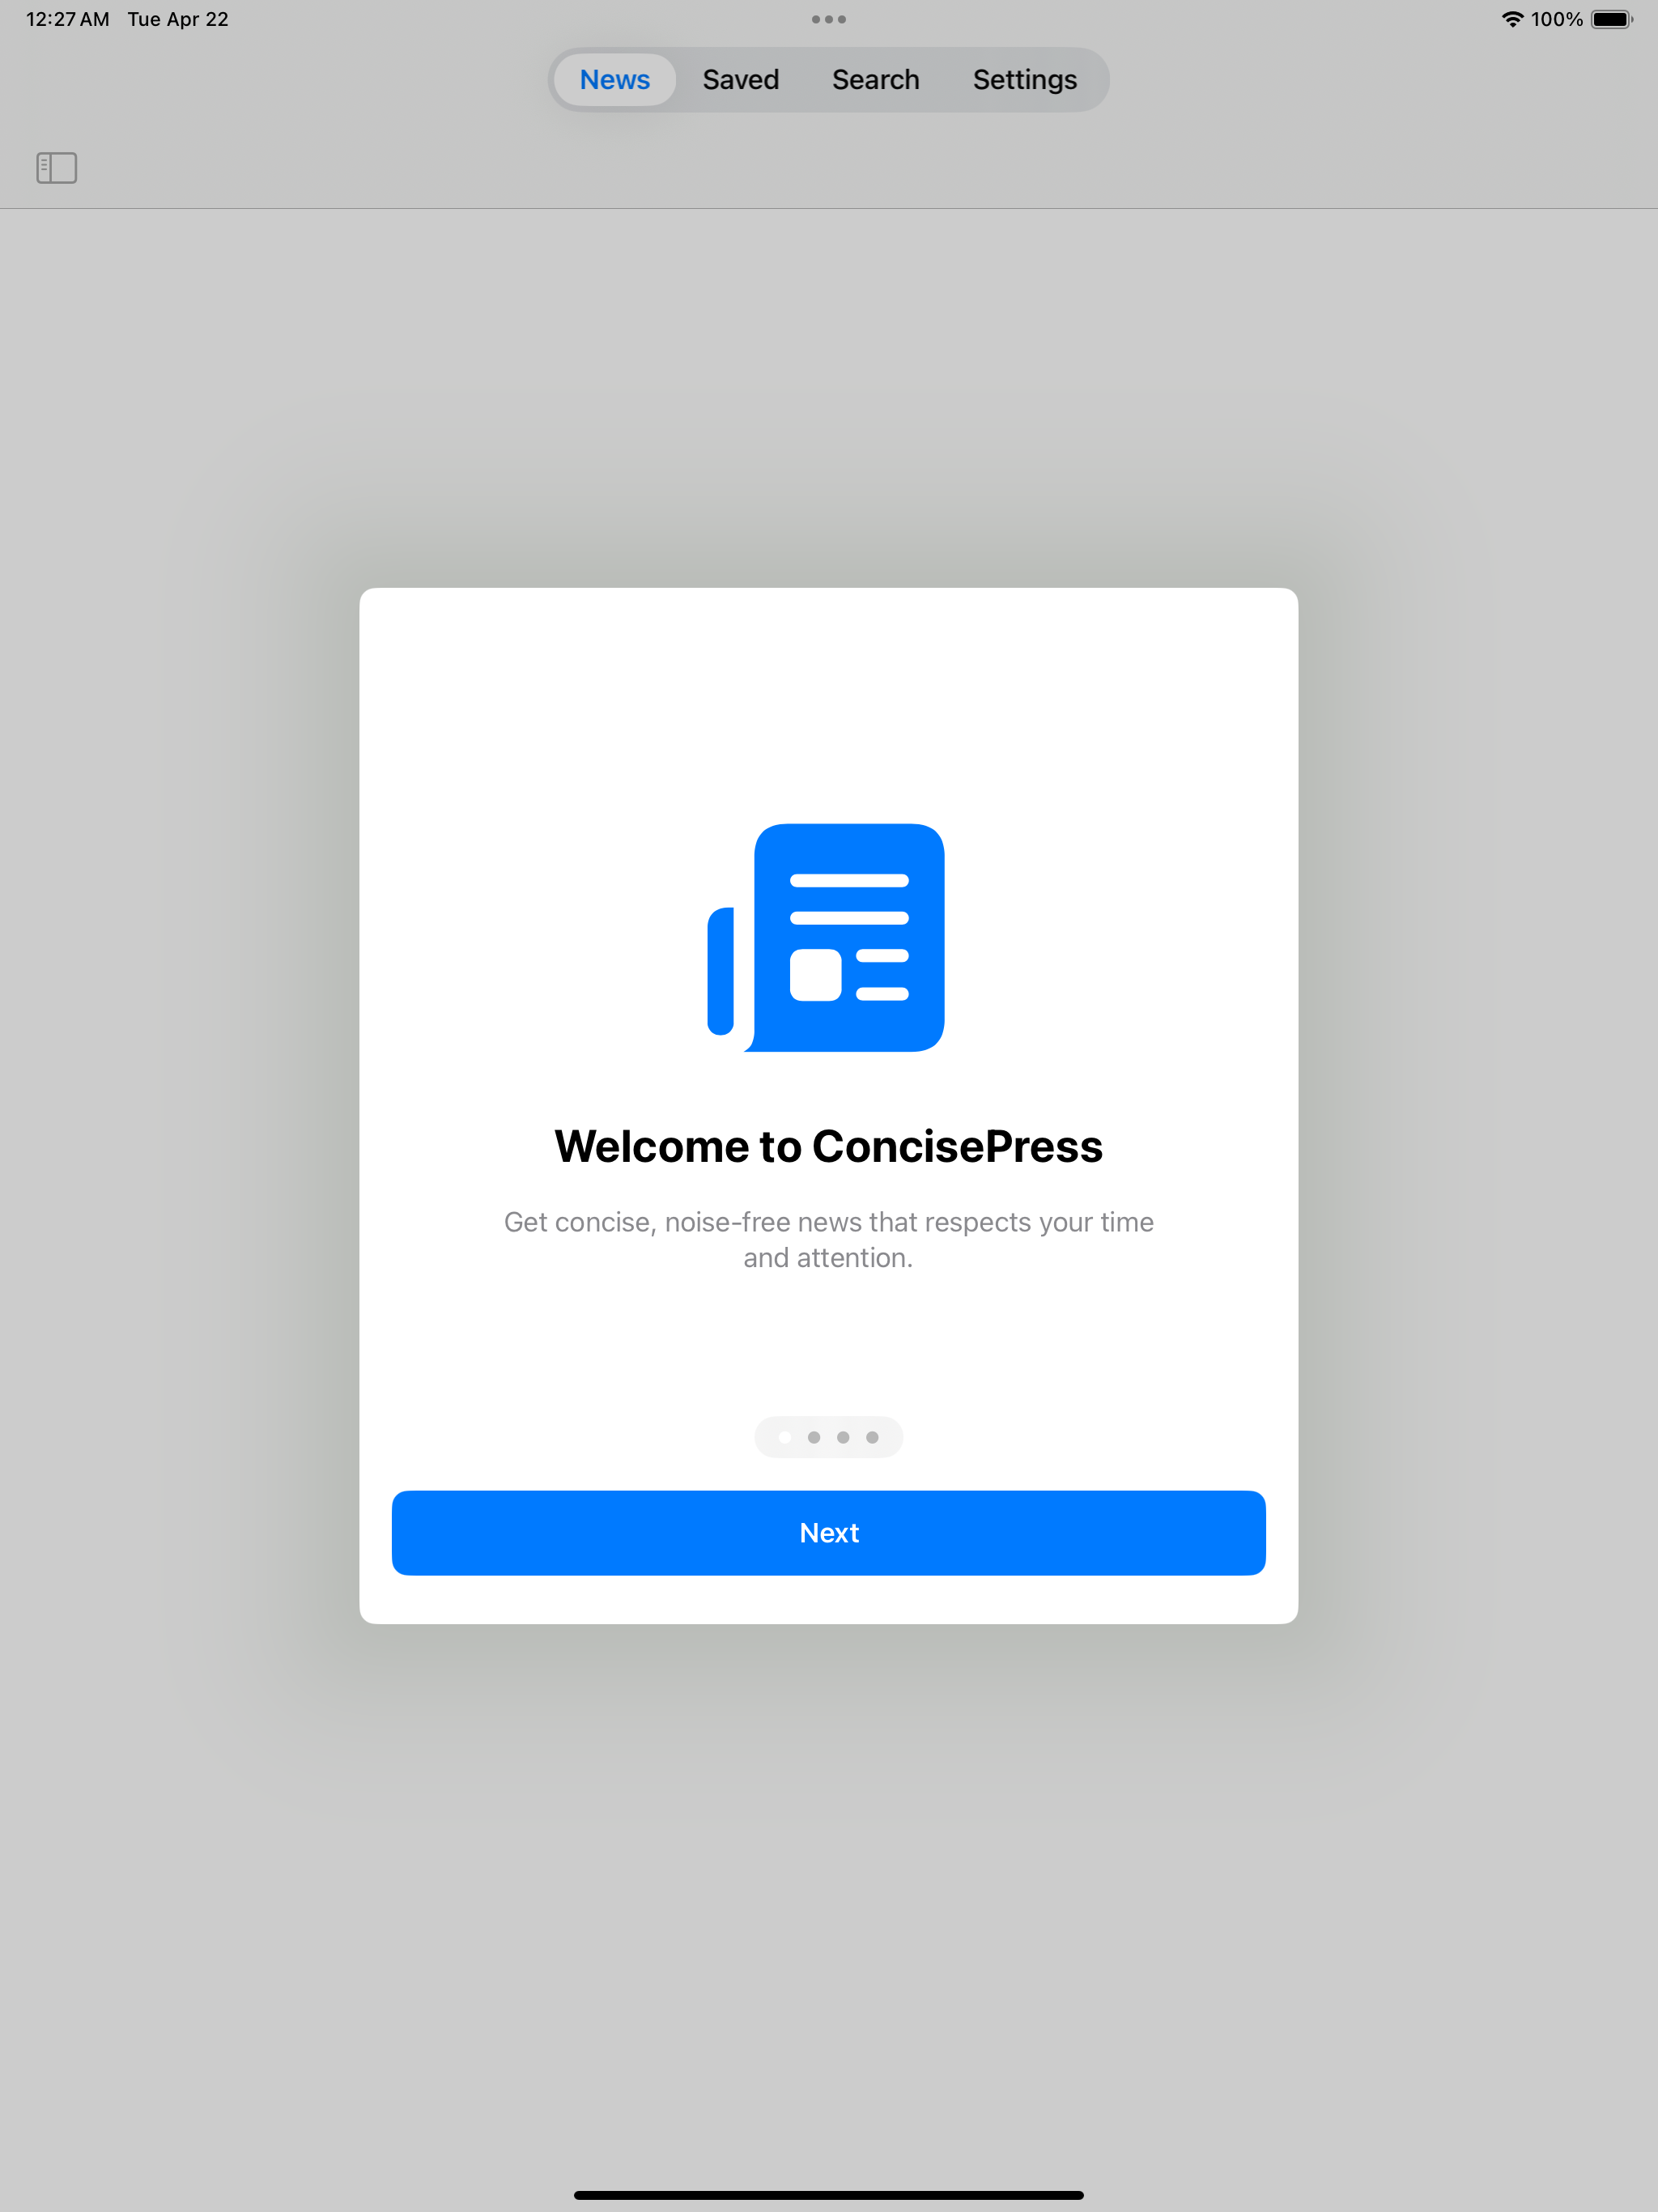 12:27 AM Tue Apr 22
100%
News Saved Search Settings
Welcome to ConcisePress
Get concise, noise-free news that respects your time
and attention.
Next